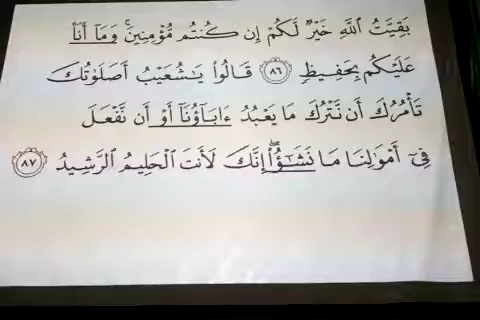 بَقِيَّتُ ٱللَّهِ خَيْرٌ لَّكُمْ إِن كُنتُم مُّؤْمِنِينَ ۚ وَمَآ أَنَا۠
عَلَيْكُم بِحَفِيظٍ ٨٦ قَالُوا۟ يَٰشُعَيْبُ أَصَلَوٰتُكَ
تَأْمُرُكَ أَن نَّتْرُكَ مَا يَعْبُدُ ءَابَآؤُنَآ أَوْ أَن نَّفْعَلَ
فِىٓ أَمْوَٰلِنَا مَا نَشَٰٓؤُا۟ ۖ إِنَّكَ لَأَنتَ ٱلْحَلِيمُ ٱلرَّشِيدُ ٨٧